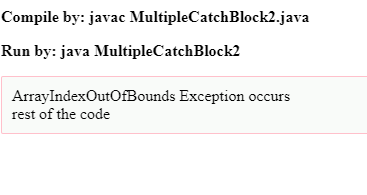 Compile by: javac MultipleCatchBlock2.java
Run by: java MultipleCatchBlock2
ArrayIndexOutOfBounds Exception occurs
rest of the code